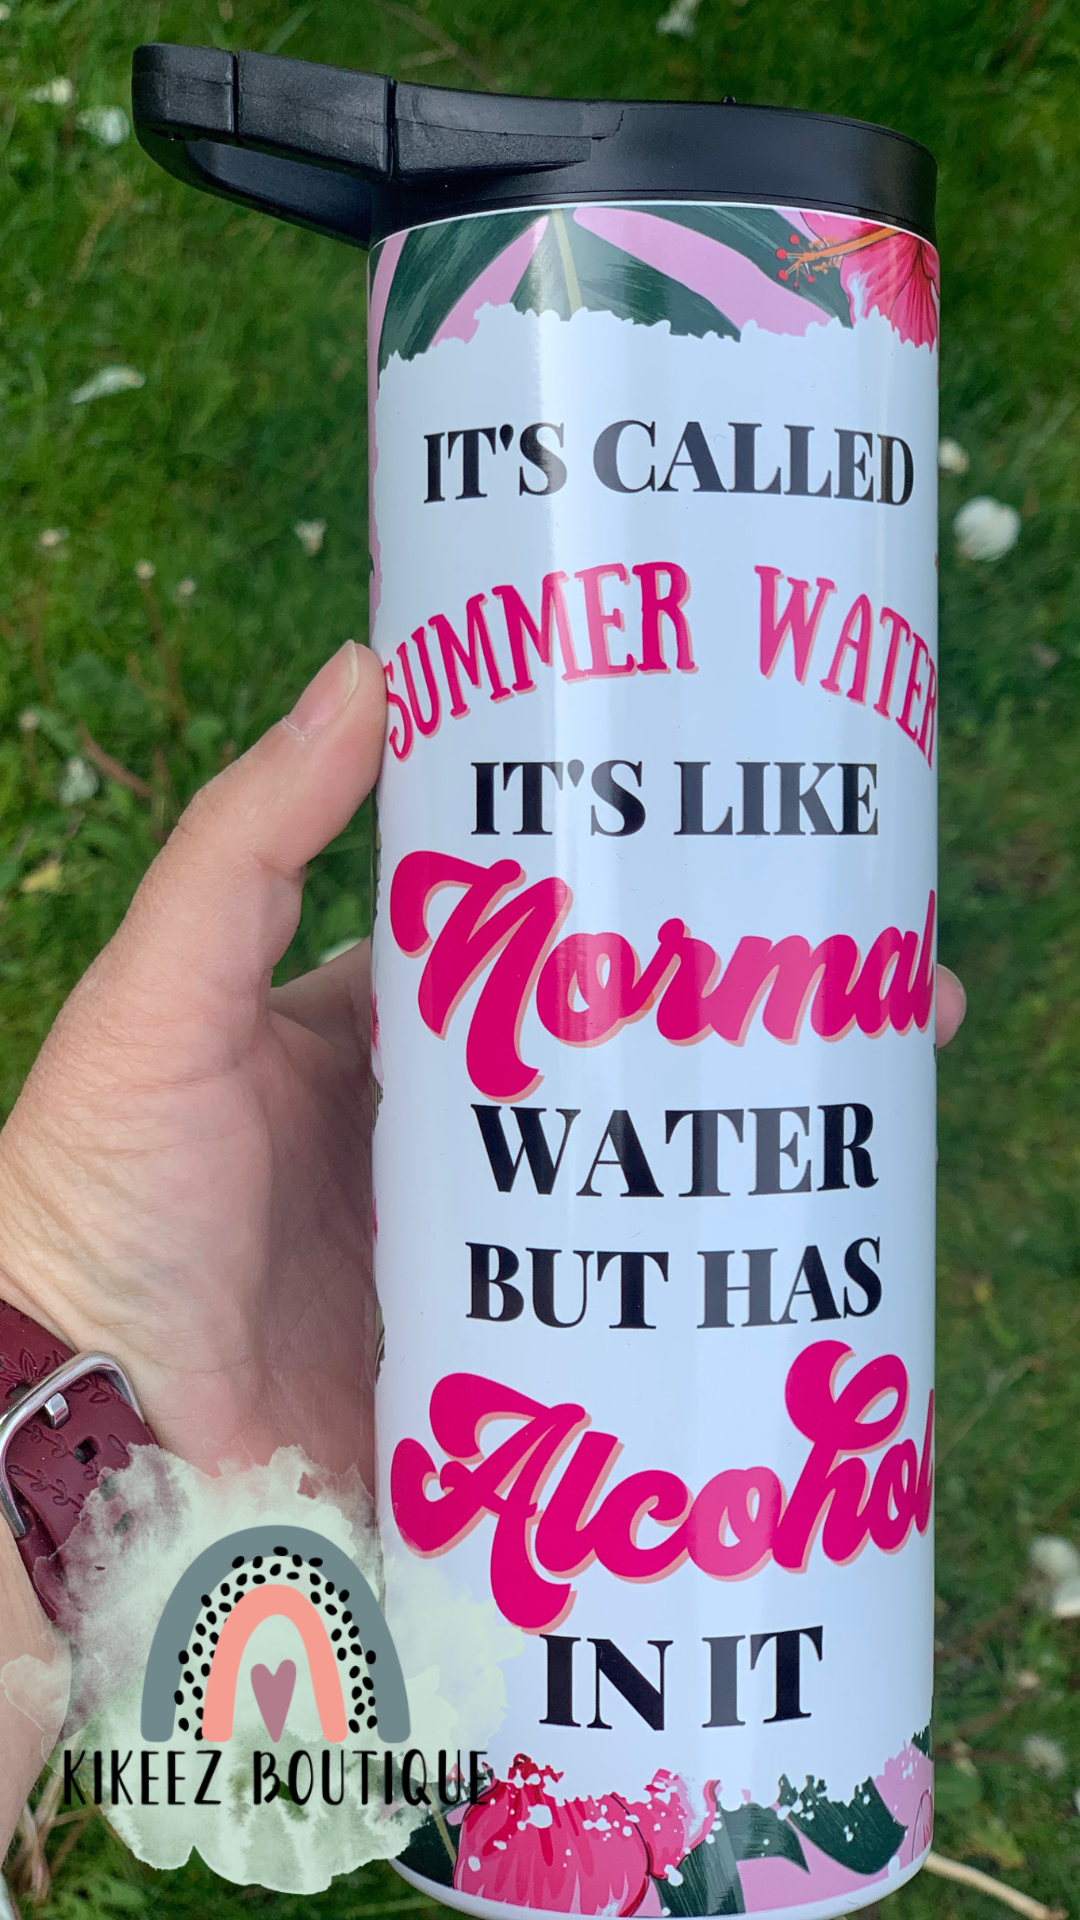 IT'S CALLED
SUMMER WATER
IT'S LIKE
Normal
WATER
BUT HAS
Alcohol
IN IT
KIKEEZ BOUTIQUE